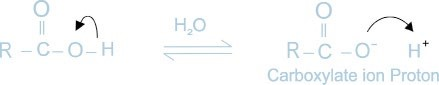 O
||
R – C – O – H
H₂O
O
||
R – C – O⁻ H⁺
Carboxylate ion Proton